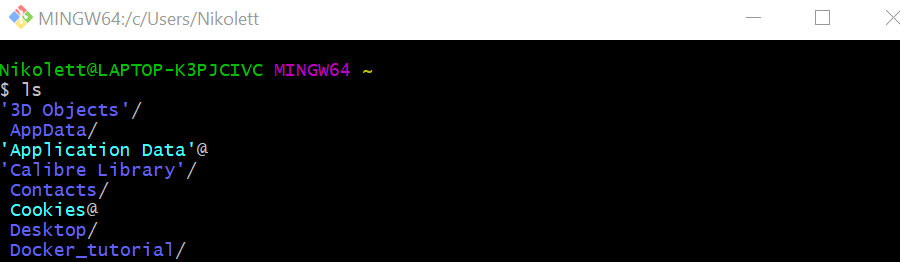 MINGW64:/c/Users/Nikolett
Nikolett@LAPTOP-K3PJCIVC MINGW64 ~
$ ls
'3D Objects'/
AppData/
'Application Data'@
'Calibre Library'/
Contacts/
Cookies@
Desktop/
Docker_tutorial/